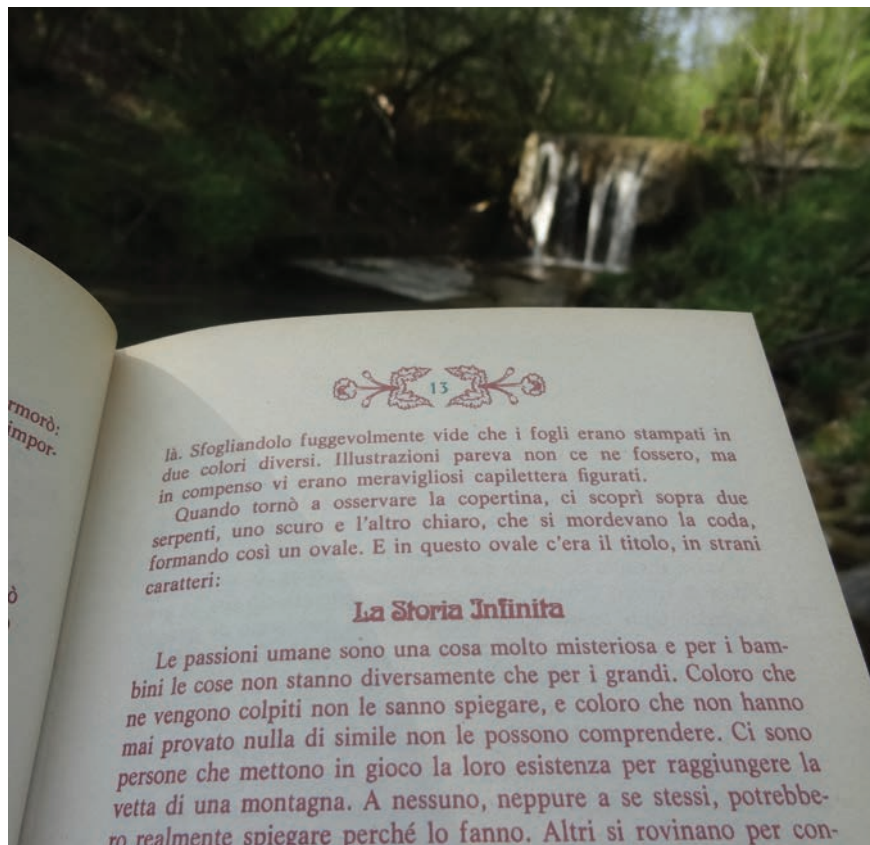 rmorò:
impor-
ò
13
là. Sfogliandolo fuggevolmente vide che i fogli erano stampati in
due colori diversi. Illustrazioni pareva non ce ne fossero, ma
in compenso vi erano meravigliosi capilettera figurati.
Quando tornò a osservare la copertina, ci scoprì sopra due
serpenti, uno scuro e l'altro chiaro, che si mordevano la coda,
formando così un ovale. E in questo ovale c'era il titolo, in strani
caratteri:
La Storia Infinita
Le passioni umane sono una cosa molto misteriosa e per i bam-
bini le cose non stanno diversamente che per i grandi. Coloro che
ne vengono colpiti non le sanno spiegare, e coloro che non hanno
mai provato nulla di simile non le possono comprendere. Ci sono
persone che mettono in gioco la loro esistenza per raggiungere la
vetta di una montagna. A nessuno, neppure a se stessi, potrebbe-
ro realmente spiegare perché lo fanno. Altri si rovinano per con-